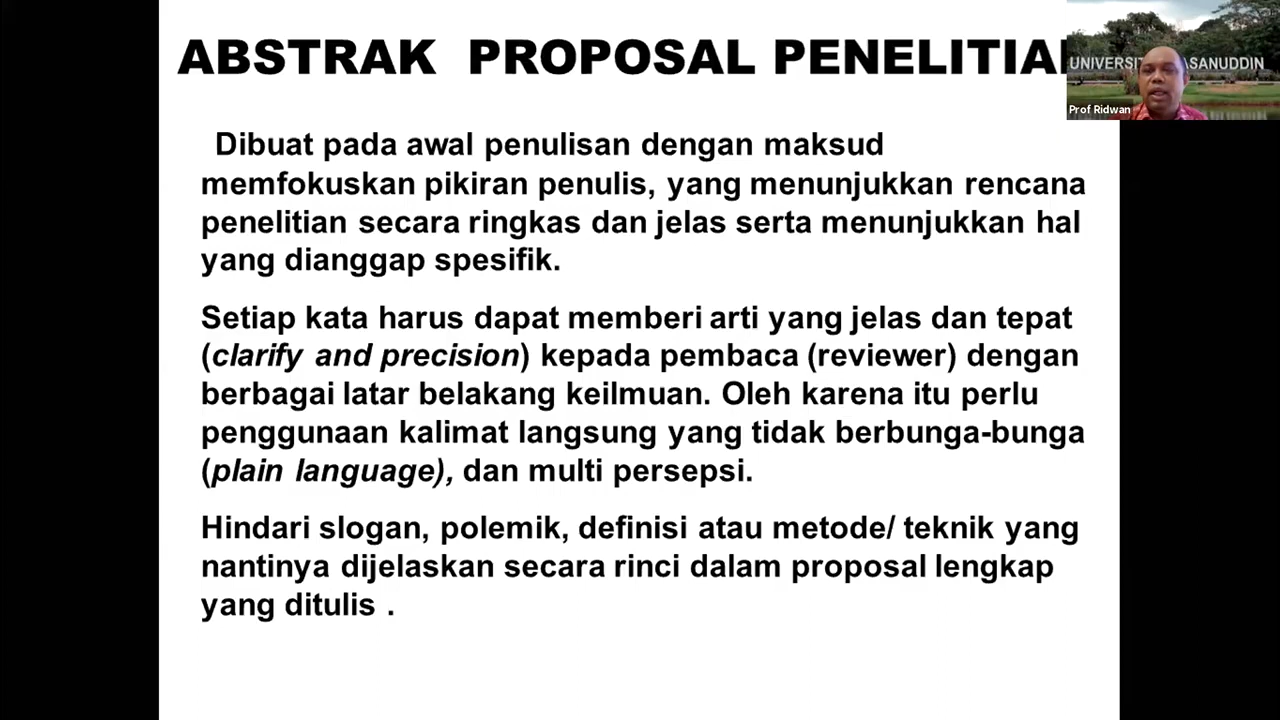 ABSTRAK PROPOSAL PENELITIA
UNIVERSIT SANUDDIN
Prof Ridwan
Dibuat pada awal penulisan dengan maksud
memfokuskan pikiran penulis, yang menunjukkan rencana
penelitian secara ringkas dan jelas serta menunjukkan hal
yang dianggap spesifik.
Setiap kata harus dapat memberi arti yang jelas dan tepat
(clarify and precision) kepada pembaca (reviewer) dengan
berbagai latar belakang keilmuan. Oleh karena itu perlu
penggunaan kalimat langsung yang tidak berbunga-bunga
(plain language), dan multi persepsi.
Hindari slogan, polemik, definisi atau metode/ teknik yang
nantinya dijelaskan secara rinci dalam proposal lengkap
yang ditulis .